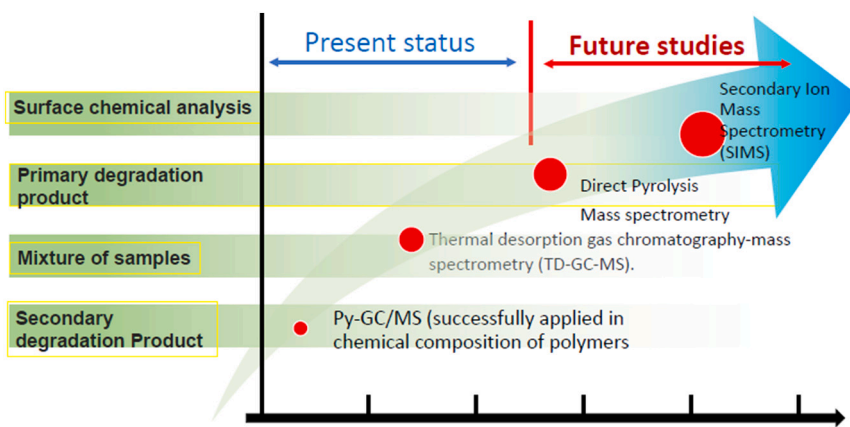 Present status
Future studies
Surface chemical analysis
Secondary Ion
Mass
Spectrometry
(SIMS)
Primary degradation
product
Direct Pyrolysis
Mass spectrometry
Mixture of samples
Thermal desorption gas chromatography-mass
spectrometry (TD-GC-MS).
Secondary
degradation Product
Py-GC/MS (successfully applied in
chemical composition of polymers